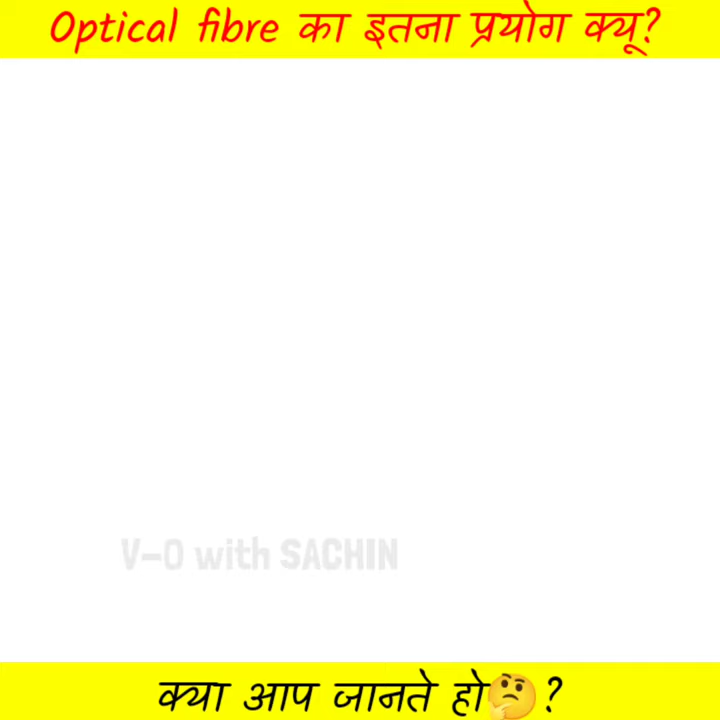 Optical fibre का इतना प्रयोग क्यू?
V-O with SACHIN
क्या आप जानते हो🤔?